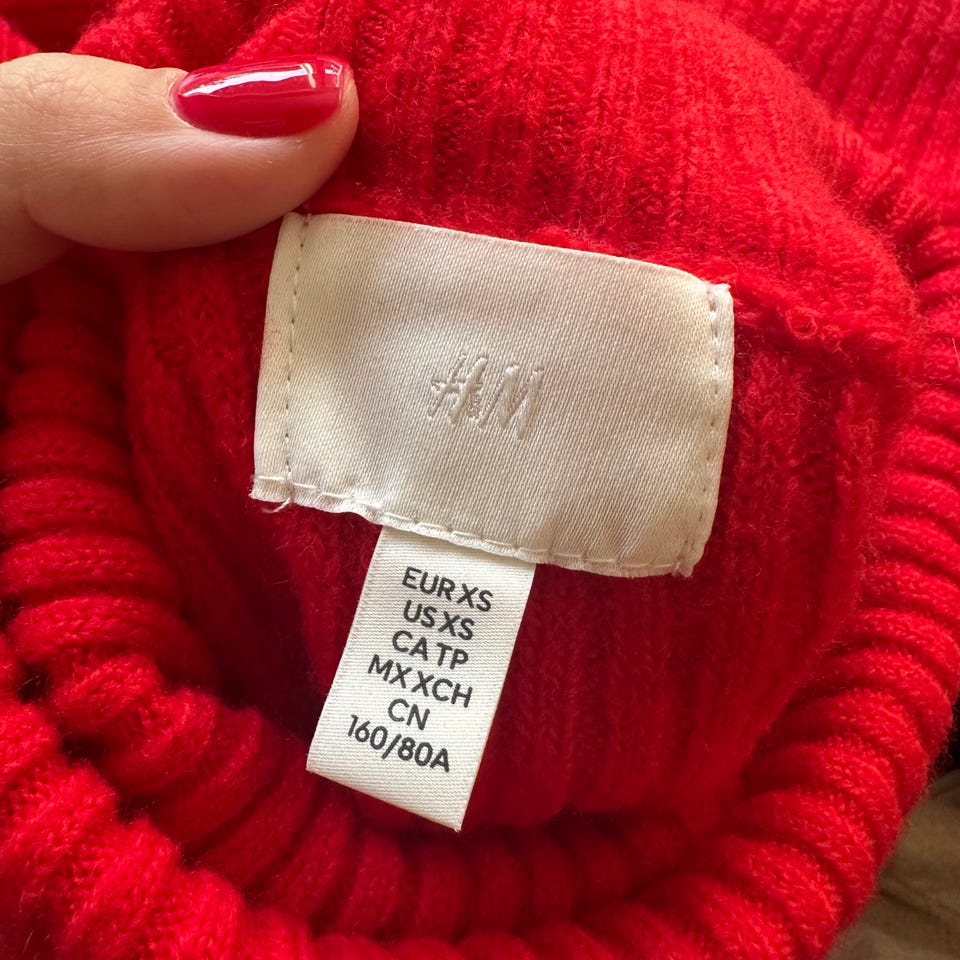 H&M
EUR XS
US XS
CA TP
MX XCH
CN
160/80A